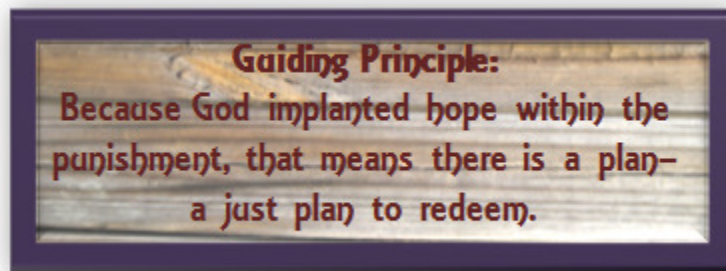 Guiding Principle:
Because God implanted hope within the
punishment, that means there is a plan–
a just plan to redeem.